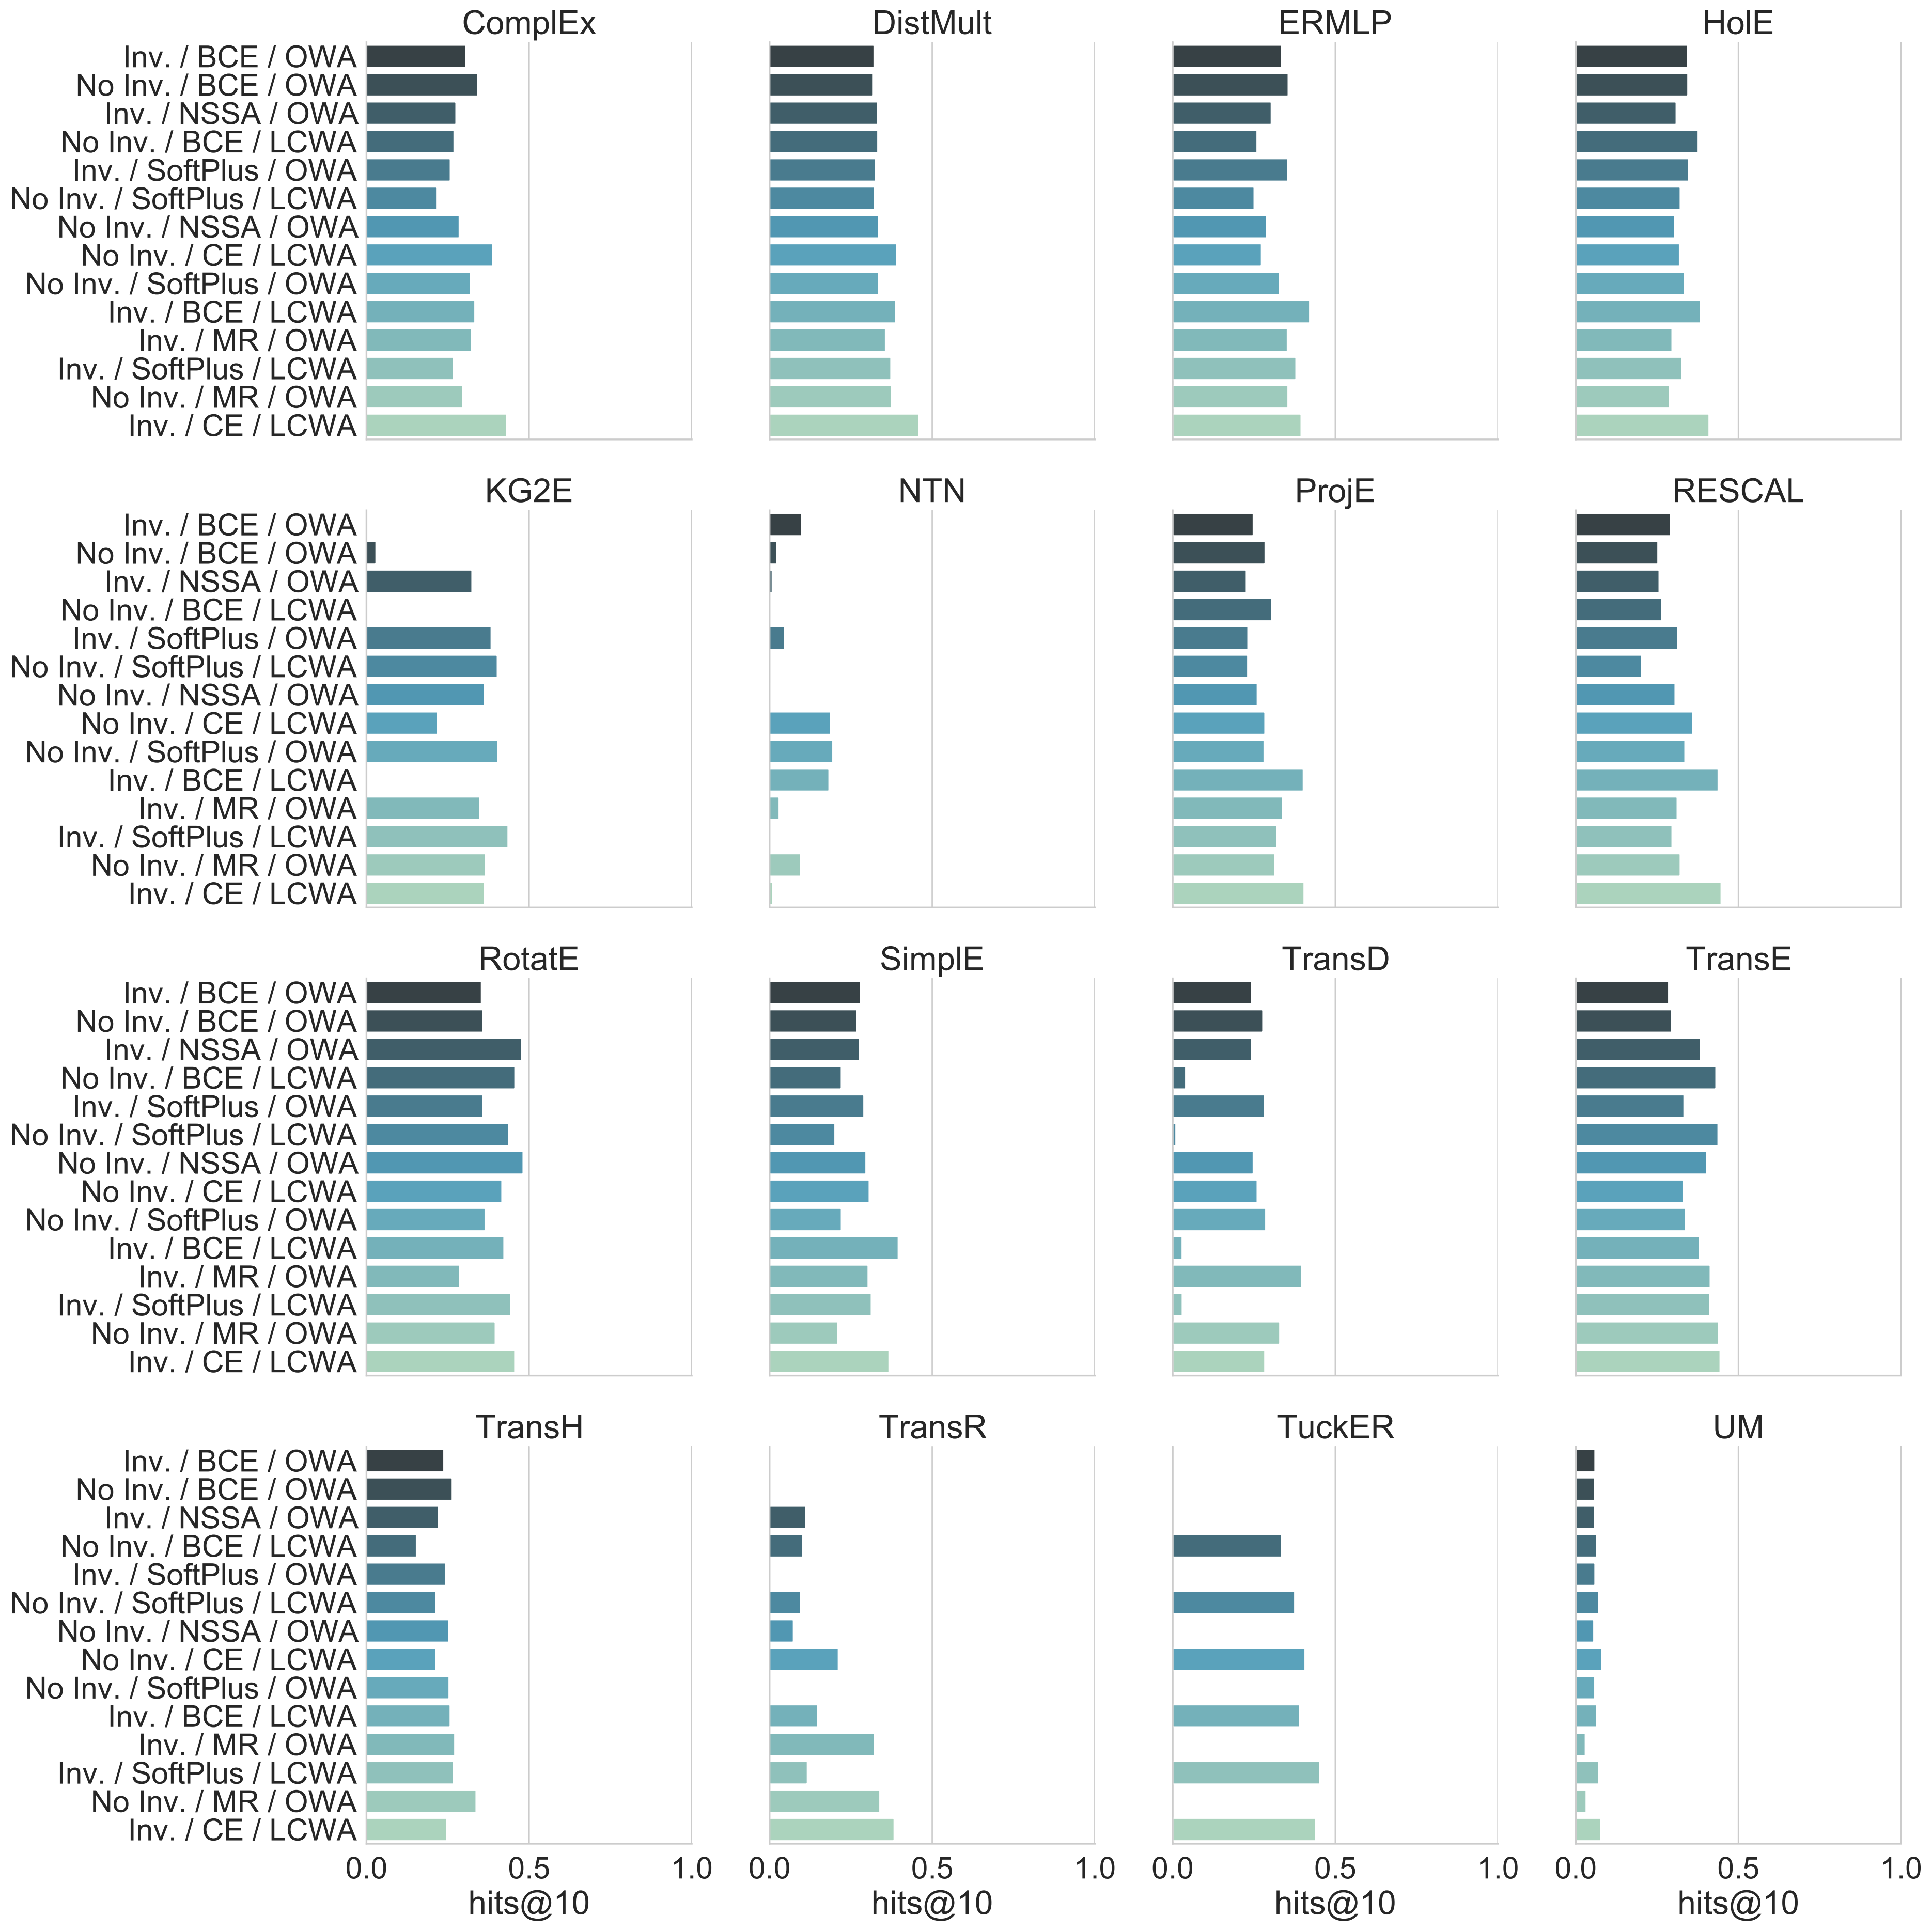 ComplEx DistMult ERMLP HolE
Inv. / BCE / OWA
No Inv. / BCE / OWA
Inv. / NSSA / OWA
No Inv. / BCE / LCWA
Inv. / SoftPlus / OWA
No Inv. / SoftPlus / LCWA
No Inv. / NSSA / OWA
No Inv. / CE / LCWA
No Inv. / SoftPlus / OWA
Inv. / BCE / LCWA
Inv. / MR / OWA
Inv. / SoftPlus / LCWA
No Inv. / MR / OWA
Inv. / CE / LCWA
KG2E NTN ProjE RESCAL
Inv. / BCE / OWA
No Inv. / BCE / OWA
Inv. / NSSA / OWA
No Inv. / BCE / LCWA
Inv. / SoftPlus / OWA
No Inv. / SoftPlus / LCWA
No Inv. / NSSA / OWA
No Inv. / CE / LCWA
No Inv. / SoftPlus / OWA
Inv. / BCE / LCWA
Inv. / MR / OWA
Inv. / SoftPlus / LCWA
No Inv. / MR / OWA
Inv. / CE / LCWA
RotatE SimplE TransD TransE
Inv. / BCE / OWA
No Inv. / BCE / OWA
Inv. / NSSA / OWA
No Inv. / BCE / LCWA
Inv. / SoftPlus / OWA
No Inv. / SoftPlus / LCWA
No Inv. / NSSA / OWA
No Inv. / CE / LCWA
No Inv. / SoftPlus / OWA
Inv. / BCE / LCWA
Inv. / MR / OWA
Inv. / SoftPlus / LCWA
No Inv. / MR / OWA
Inv. / CE / LCWA
TransH TransR TuckER UM
Inv. / BCE / OWA
No Inv. / BCE / OWA
Inv. / NSSA / OWA
No Inv. / BCE / LCWA
Inv. / SoftPlus / OWA
No Inv. / SoftPlus / LCWA
No Inv. / NSSA / OWA
No Inv. / CE / LCWA
No Inv. / SoftPlus / OWA
Inv. / BCE / LCWA
Inv. / MR / OWA
Inv. / SoftPlus / LCWA
No Inv. / MR / OWA
Inv. / CE / LCWA
0.0 0.5 1.0 0.0 0.5 1.0 0.0 0.5 1.0 0.0 0.5 1.0
hits@10 hits@10 hits@10 hits@10